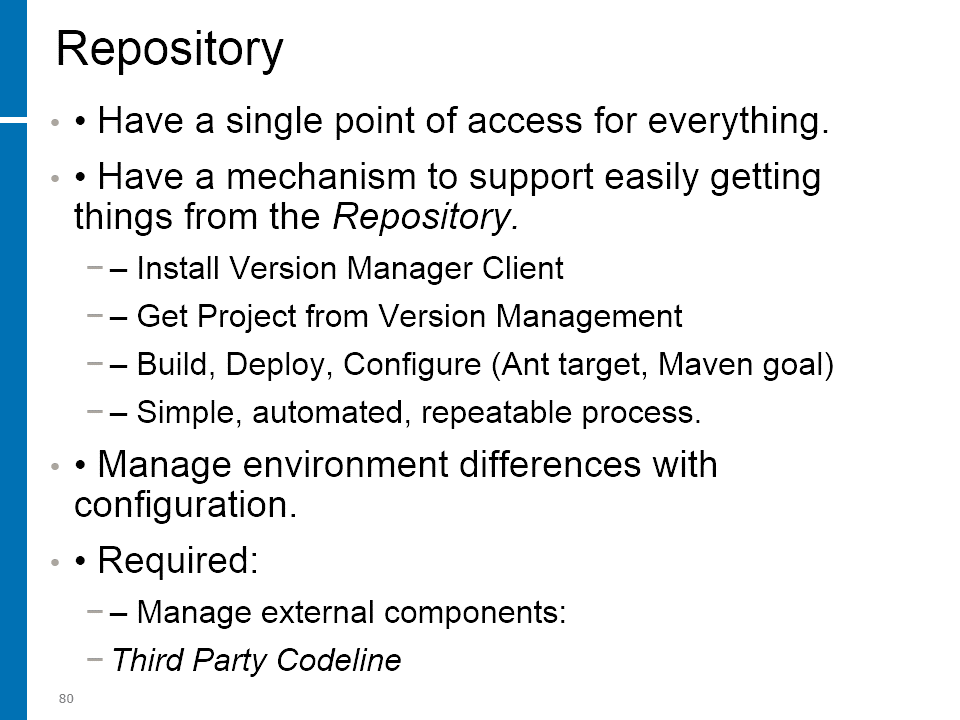 Repository
• • Have a single point of access for everything.
• • Have a mechanism to support easily getting
things from the Repository.
– – Install Version Manager Client
– – Get Project from Version Management
– – Build, Deploy, Configure (Ant target, Maven goal)
– – Simple, automated, repeatable process.
• • Manage environment differences with
configuration.
• • Required:
– – Manage external components:
– Third Party Codeline
80